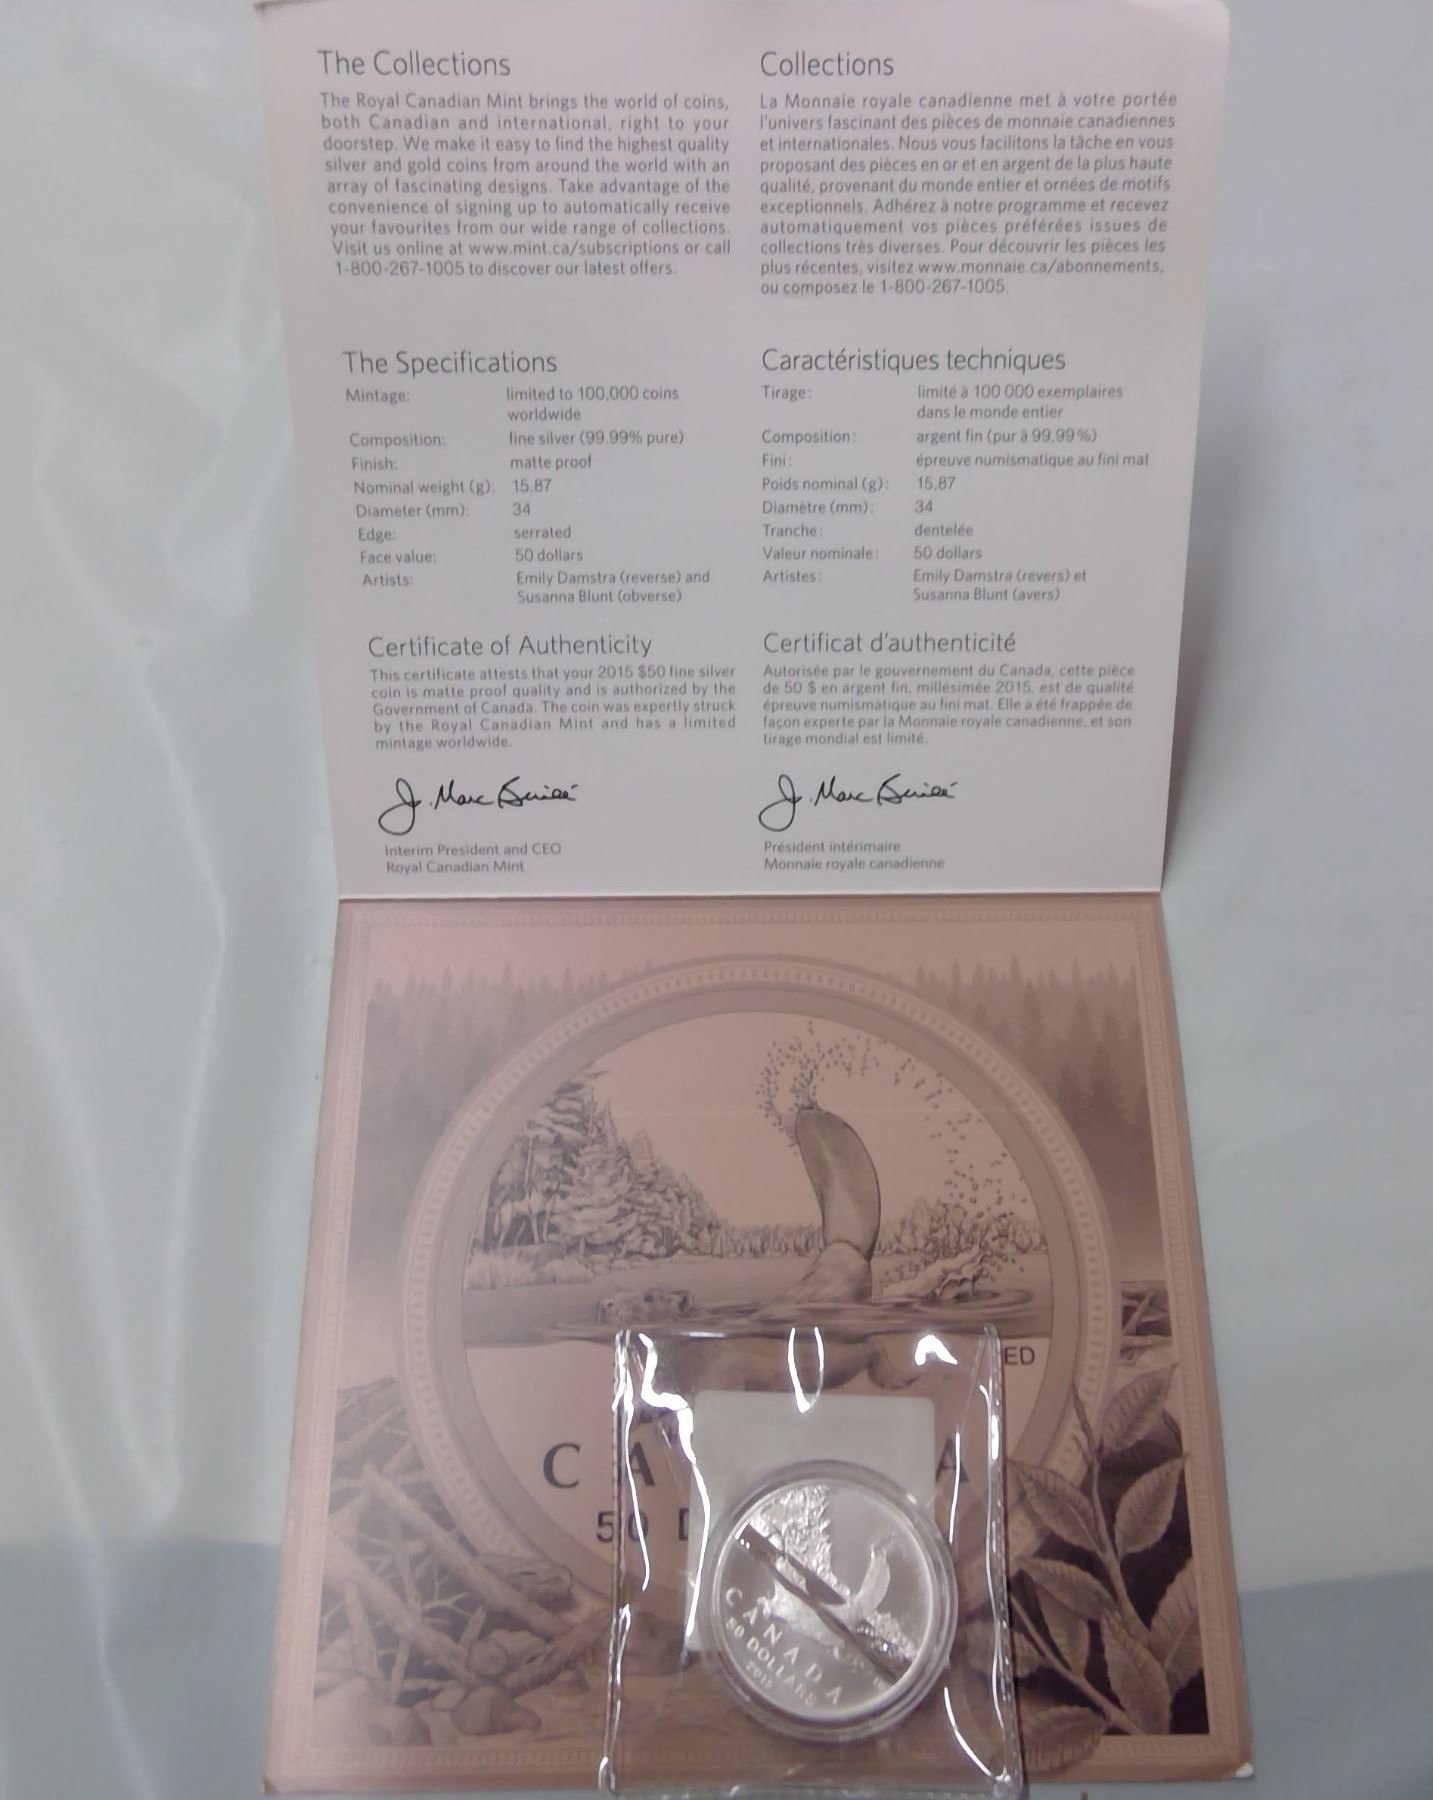 The Collections
The Royal Canadian Mint brings the world of coins,
both Canadian and international, right to your
doorstep. We make it easy to find the highest quality
silver and gold coins from around the world with an
array of fascinating designs. Take advantage of the
convenience of signing up to automatically receive
your favourites from our wide range of collections.
Visit us online at www.mint.ca/subscriptions or call
1-800-267-1005 to discover our latest offers.
Collections
La Monnaie royale canadienne met à votre portée
l'univers fascinant des pièces de monnaie canadiennes
et internationales. Nous vous facilitons la tâche en vous
proposant des pièces en or et en argent de la plus haute
qualité, provenant du monde entier et ornées de motifs
exceptionnels. Adhérez à notre programme et recevez
automatiquement vos pièces préférées issues de
collections très diverses. Pour découvrir les pièces les
plus récentes, visitez www.monnaie.ca/abonnements,
ou composez le 1-800-267-1005.
The Specifications
Mintage: limited to 100,000 coins
worldwide
Composition: fine silver (99.99% pure)
Finish: matte proof
Nominal weight (g): 15.87
Diameter (mm): 34
Edge: serrated
Face value: 50 dollars
Artists: Emily Damstra (reverse) and
Susanna Blunt (obverse)
Caractéristiques techniques
Tirage : limité à 100 000 exemplaires
dans le monde entier
Composition : argent fin (pur à 99,99 %)
Fini : épreuve numismatique au fini mat
Poids nominal (g) : 15,87
Diamètre (mm) : 34
Tranche : dentelée
Valeur nominale : 50 dollars
Artistes : Emily Damstra (revers) et
Susanna Blunt (avers)
Certificate of Authenticity
This certificate attests that your 2015 $50 fine silver
coin is matte proof quality and is authorized by the
Government of Canada. The coin was expertly struck
by the Royal Canadian Mint and has a limited
mintage worldwide.
Certificat d'authenticité
Autorisée par le gouvernement du Canada, cette pièce
de 50 $ en argent fin, millésimée 2015, est de qualité
épreuve numismatique au fini mat. Elle a été frappée de
façon experte par la Monnaie royale canadienne, et son
tirage mondial est limité.
J. Marc Brûlé
Interim President and CEO
Royal Canadian Mint
J. Marc Brûlé
Président intérimaire
Monnaie royale canadienne
ED
C A A
50 D
CANADA
50 DOLLARS
2015